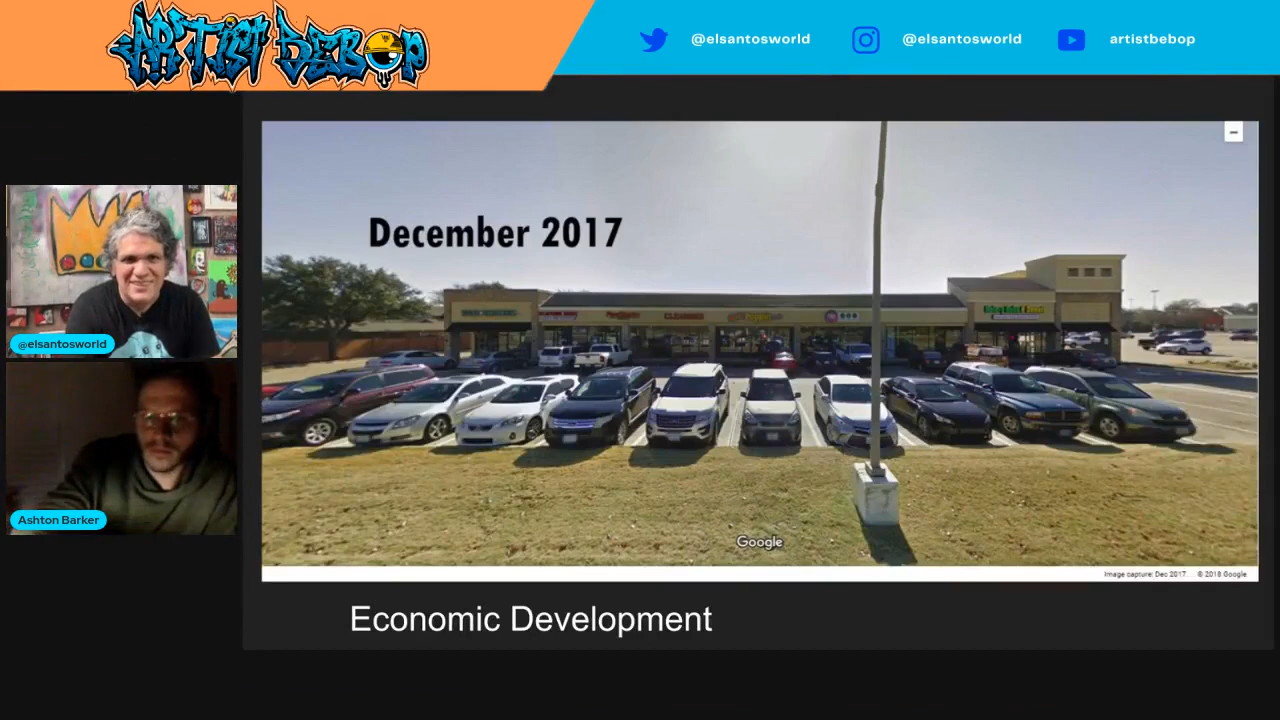 ARTIST BEBOP
@elsantosworld
@elsantosworld
artistbebop
December 2017
CLEANERS
@elsantosworld
Ashton Barker
Google
Image capture: Dec 2017 © 2018 Google
Economic Development